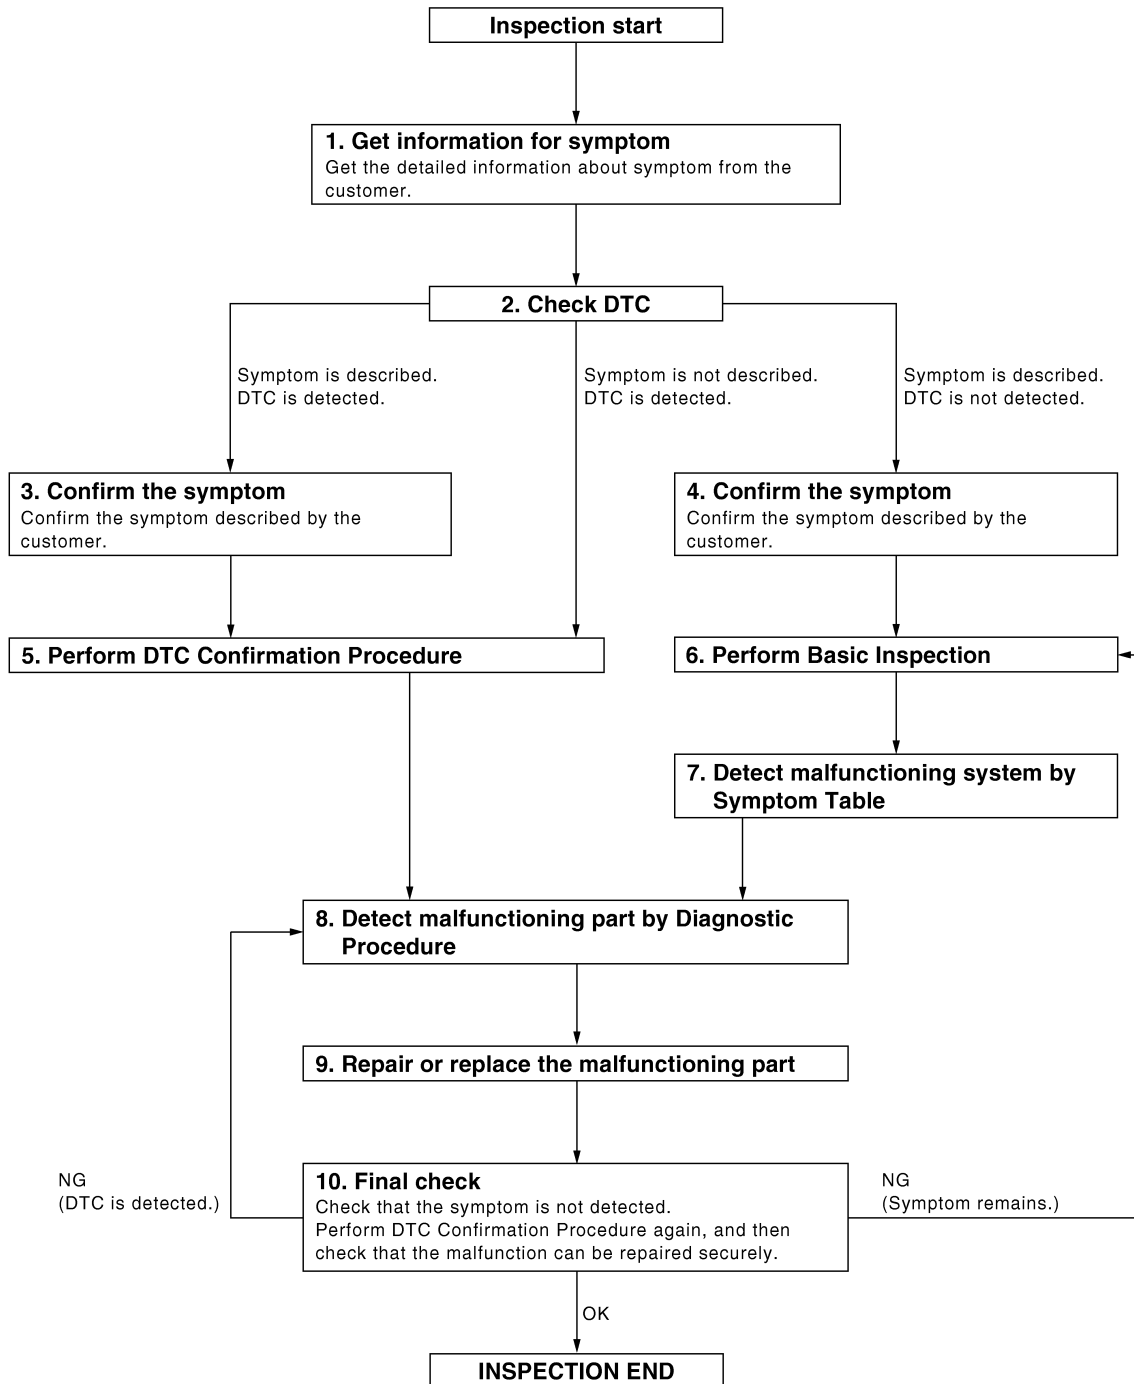 Inspection start
1. Get information for symptom
Get the detailed information about symptom from the
customer.
2. Check DTC
Symptom is described.
DTC is detected.
Symptom is not described.
DTC is detected.
Symptom is described.
DTC is not detected.
3. Confirm the symptom
Confirm the symptom described by the
customer.
4. Confirm the symptom
Confirm the symptom described by the
customer.
5. Perform DTC Confirmation Procedure
6. Perform Basic Inspection
7. Detect malfunctioning system by
Symptom Table
8. Detect malfunctioning part by Diagnostic
Procedure
9. Repair or replace the malfunctioning part
NG
(DTC is detected.)
10. Final check
Check that the symptom is not detected.
Perform DTC Confirmation Procedure again, and then
check that the malfunction can be repaired securely.
NG
(Symptom remains.)
OK
INSPECTION END